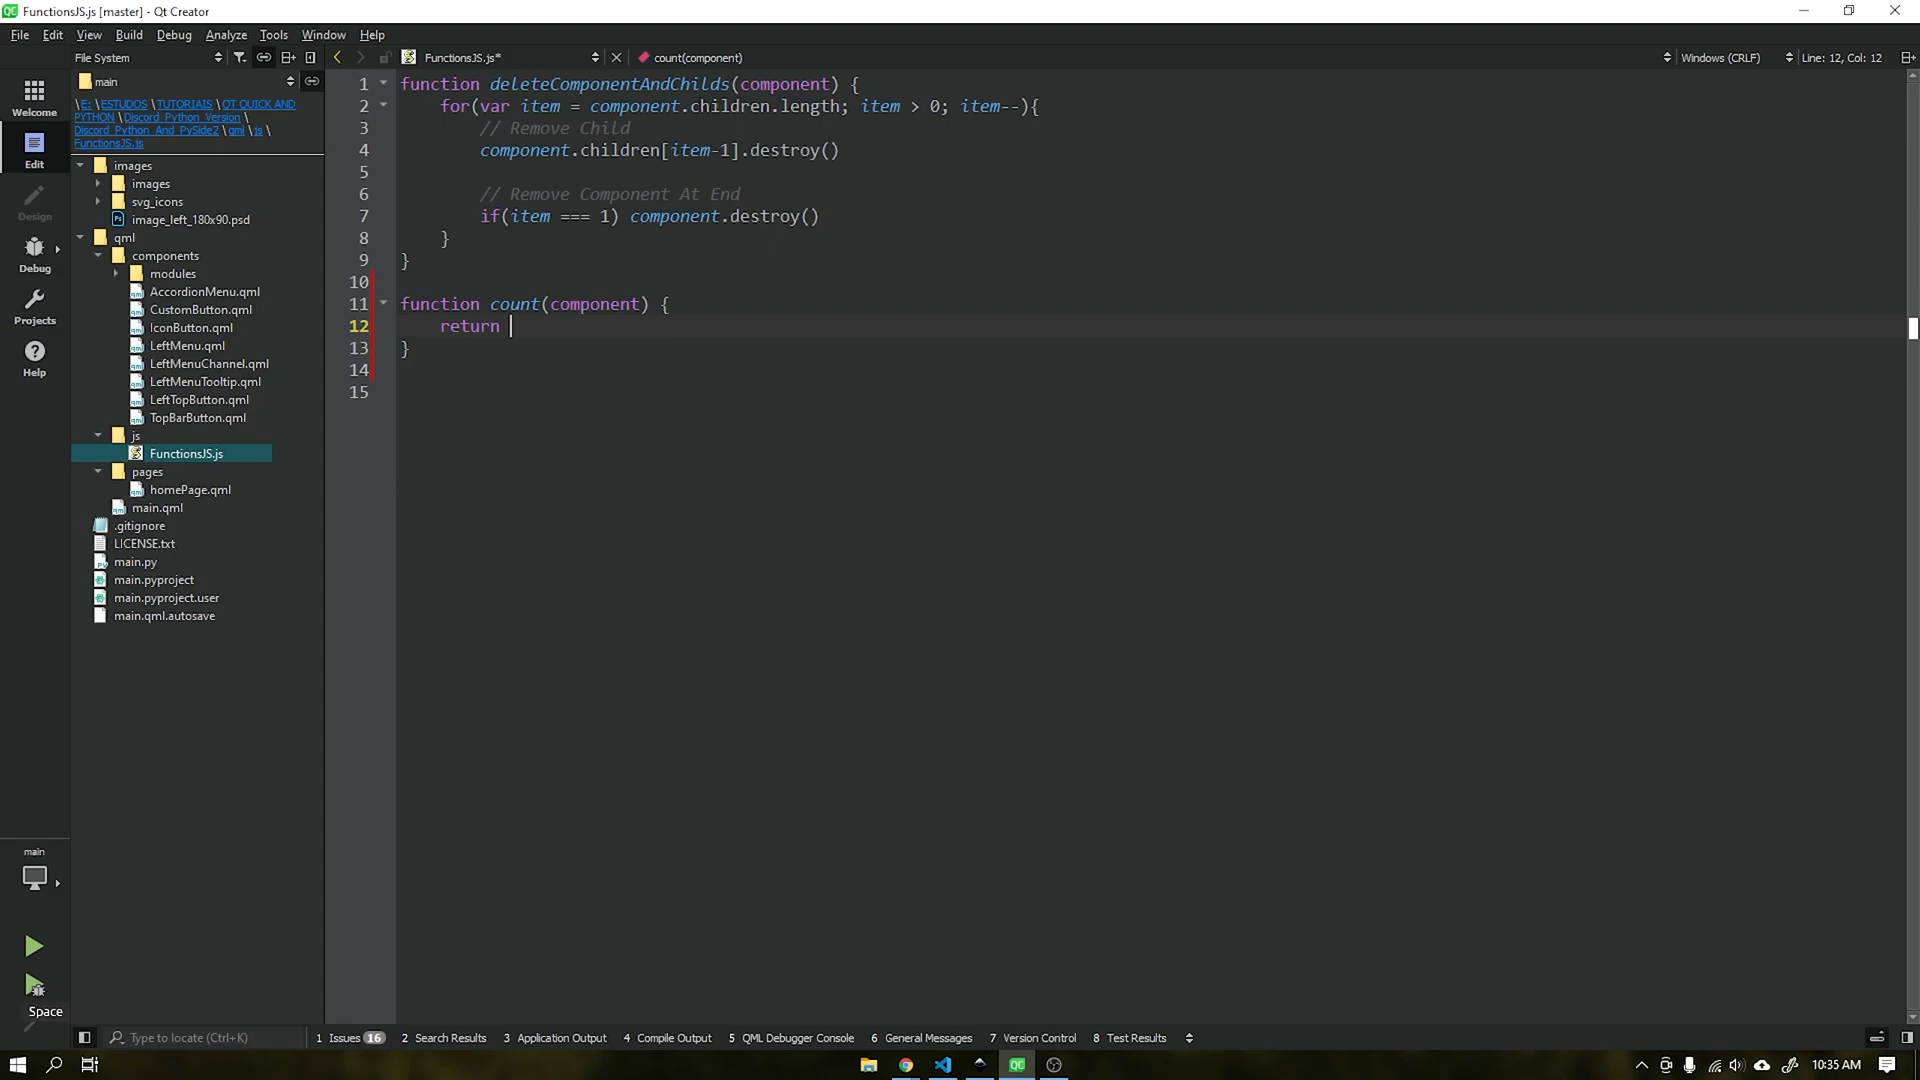 FunctionsJS.js [master] - Qt Creator
File Edit View Build Debug Analyze Tools Window Help
File System
FunctionsJS.js*
count(component)
Windows (CRLF)
Line: 12, Col: 12
main
\E: \ESTUDOS \TUTORIAIS \QT QUICK AND
PYTHON \Discord_Python_Version \
Discord_Python_And_PySide2 \qml \js \
FunctionsJS.js
Welcome
Edit
Design
Debug
Projects
Help
images
images
svg_icons
image_left_180x90.psd
qml
components
modules
AccordionMenu.qml
CustomButton.qml
IconButton.qml
LeftMenu.qml
LeftMenuChannel.qml
LeftMenuTooltip.qml
LeftTopButton.qml
TopBarButton.qml
js
FunctionsJS.js
pages
homePage.qml
main.qml
.gitignore
LICENSE.txt
main.py
main.pyproject
main.pyproject.user
main.qml.autosave
1 function deleteComponentAndChilds(component) {
2 for(var item = component.children.length; item > 0; item--){
3 // Remove Child
4 component.children[item-1].destroy()
5
6 // Remove Component At End
7 if(item === 1) component.destroy()
8 }
9 }
10
11 function count(component) {
12 return
13 }
14
15
main
Space
Type to locate (Ctrl+K)
1 Issues 16 2 Search Results 3 Application Output 4 Compile Output 5 QML Debugger Console 6 General Messages 7 Version Control 8 Test Results
10:35 AM